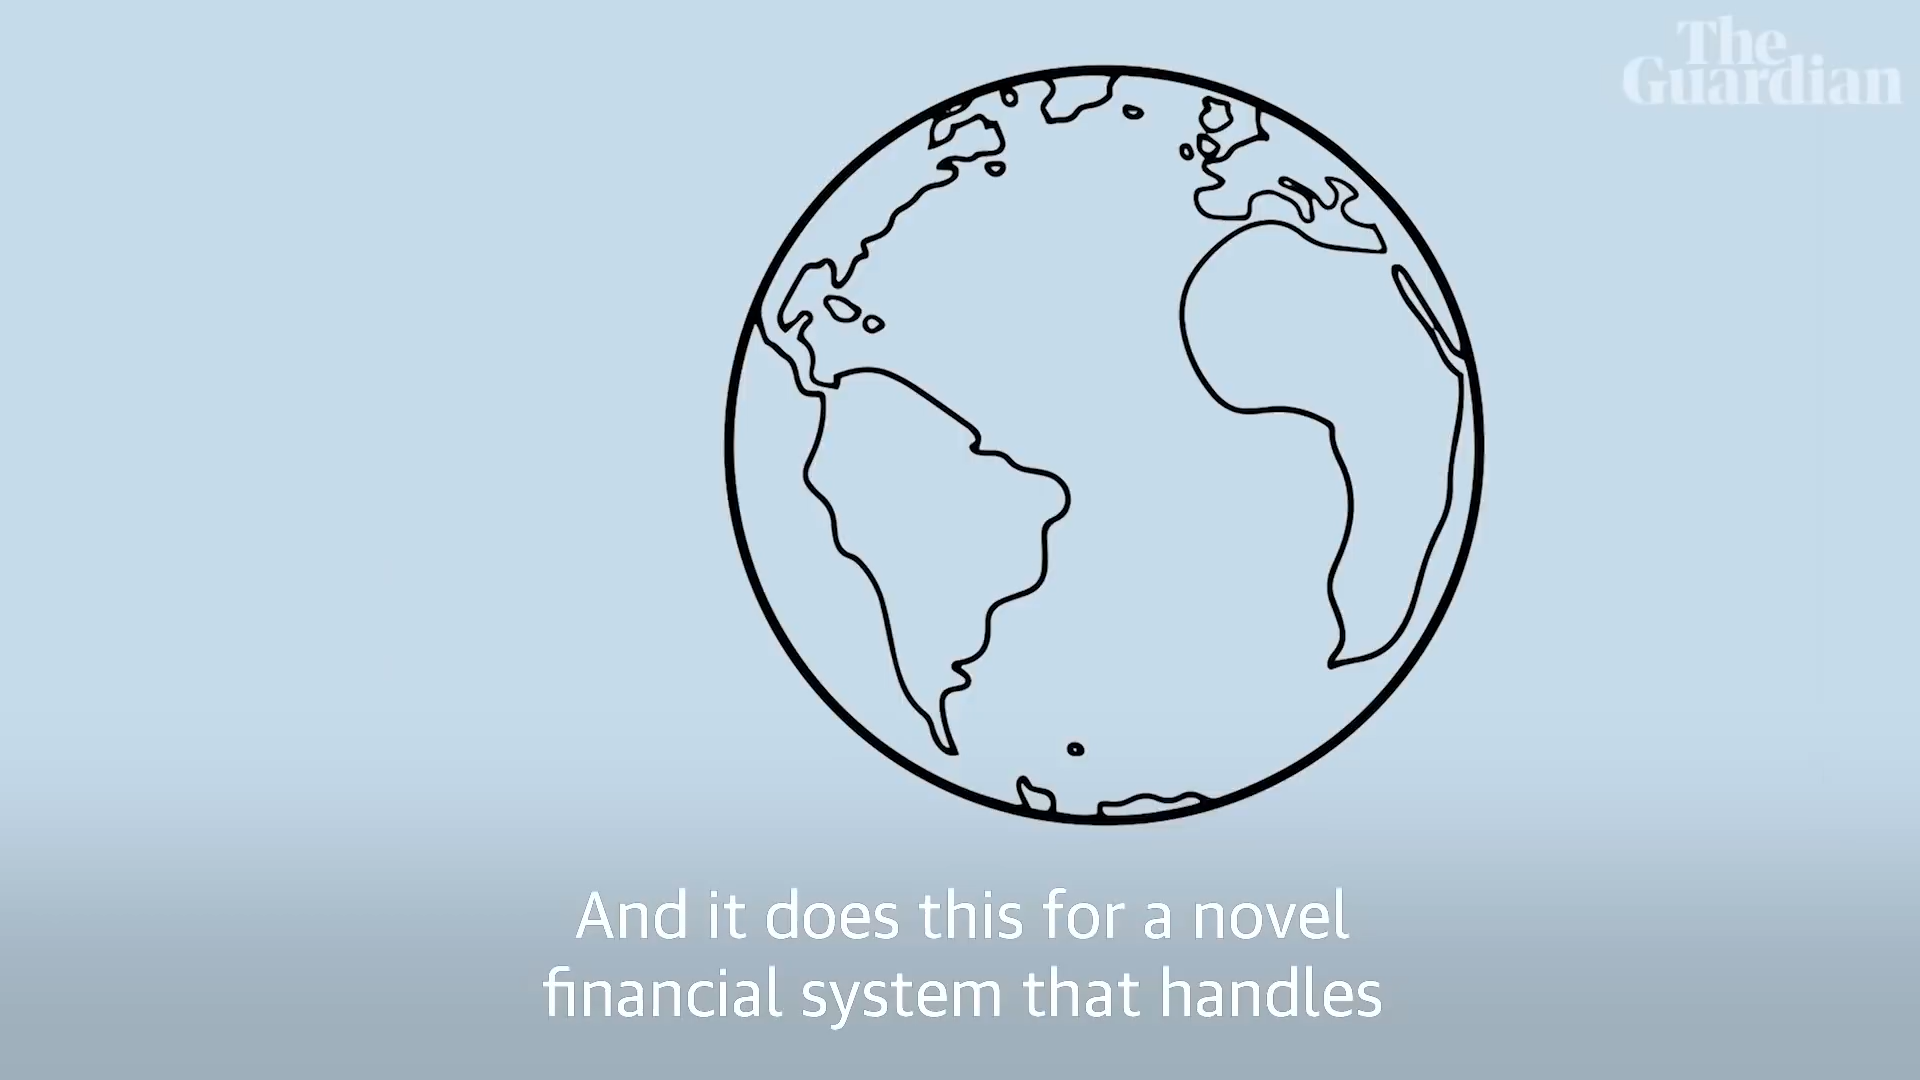 The
Guardian
And it does this for a novel
financial system that handles